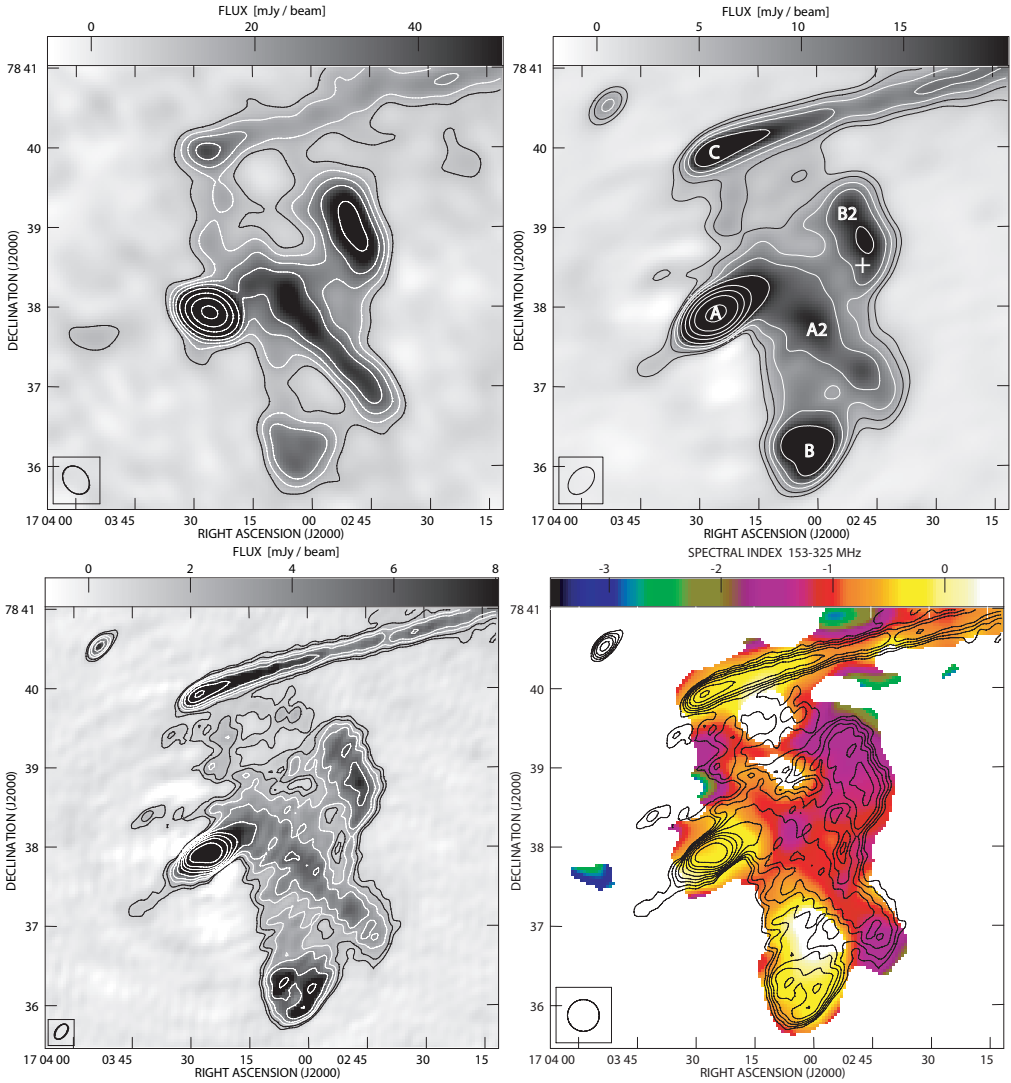 FLUX [mJy / beam]
0 20 40
78 41
40
39
38
37
36
DECLINATION (J2000)
17 04 00 03 45 30 15 00 02 45 30 15
RIGHT ASCENSION (J2000)
FLUX [mJy / beam]
0 5 10 15
78 41
40
39
38
37
36
DECLINATION (J2000)
C
B2
A
A2
B
17 04 00 03 45 30 15 00 02 45 30 15
RIGHT ASCENSION (J2000)
FLUX [mJy / beam]
0 2 4 6 8
78 41
40
39
38
37
36
DECLINATION (J2000)
17 04 00 03 45 30 15 00 02 45 30 15
RIGHT ASCENSION (J2000)
SPECTRAL INDEX 153-325 MHz
-3 -2 -1 0
78 41
40
39
38
37
36
DECLINATION (J2000)
17 04 00 03 45 30 15 00 02 45 30 15
RIGHT ASCENSION (J2000)